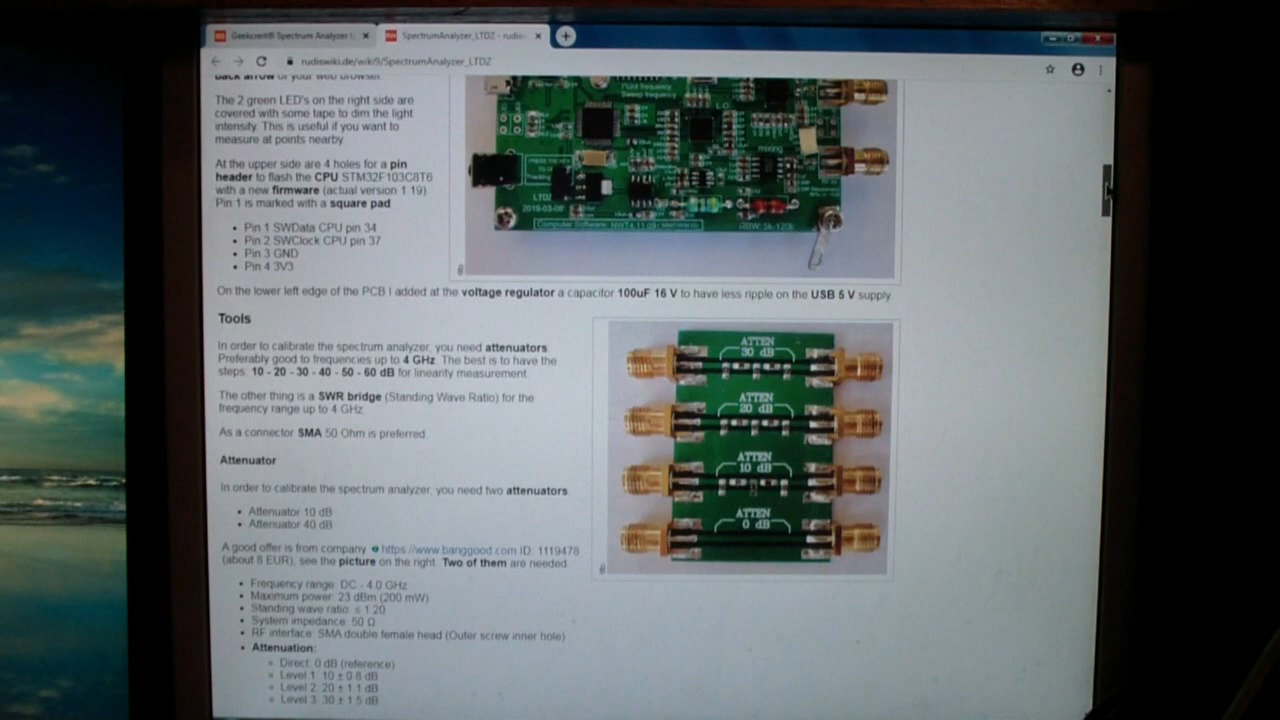 Geekcreit® Spectrum Analyzer
SpectrumAnalyzer_LTDZ - rudis
rudiswiki.de/wiki9/SpectrumAnalyzer_LTDZ
back arrow of your web browser.
The 2 green LED's on the right side are
covered with some tape to dim the light
intensity. This is useful if you want to
measure at points nearby.
At the upper side are 4 holes for a pin
header to flash the CPU STM32F103C8T6
with a new firmware (actual version 1.19).
Pin 1 is marked with a square pad
Pin 1 SWData CPU pin 34
Pin 2 SWClock CPU pin 37
Pin 3 GND
Pin 4 3V3
mixing
LTDZ
2019-03-08
Computer Software: NWT4.11.09
RBW: 5k-120k
On the lower left edge of the PCB I added at the voltage regulator a capacitor 100uF 16 V to have less ripple on the USB 5 V supply.
Tools
In order to calibrate the spectrum analyzer, you need attenuators.
Preferably good to frequencies up to 4 GHz. The best is to have the
steps: 10 - 20 - 30 - 40 - 50 - 60 dB for linearity measurement.
The other thing is a SWR bridge (Standing Wave Ratio) for the
frequency range up to 4 GHz.
As a connector SMA 50 Ohm is preferred.
Attenuator
In order to calibrate the spectrum analyzer, you need two attenuators.
Attenuator 10 dB
Attenuator 40 dB
A good offer is from company https://www.banggood.com ID: 1119478
(about 8 EUR), see the picture on the right. Two of them are needed.
Frequency range: DC - 4.0 GHz
Maximum power: 23 dBm (200 mW)
Standing wave ratio: ≤ 1.20
System impedance: 50 Ω
RF interface: SMA double female head (Outer screw inner hole)
Attenuation:
Direct: 0 dB (reference)
Level 1: 10 ± 0.8 dB
Level 2: 20 ± 1.1 dB
Level 3: 30 ± 1.5 dB
ATTEN
30 dB
ATTEN
20 dB
ATTEN
10 dB
ATTEN
0 dB